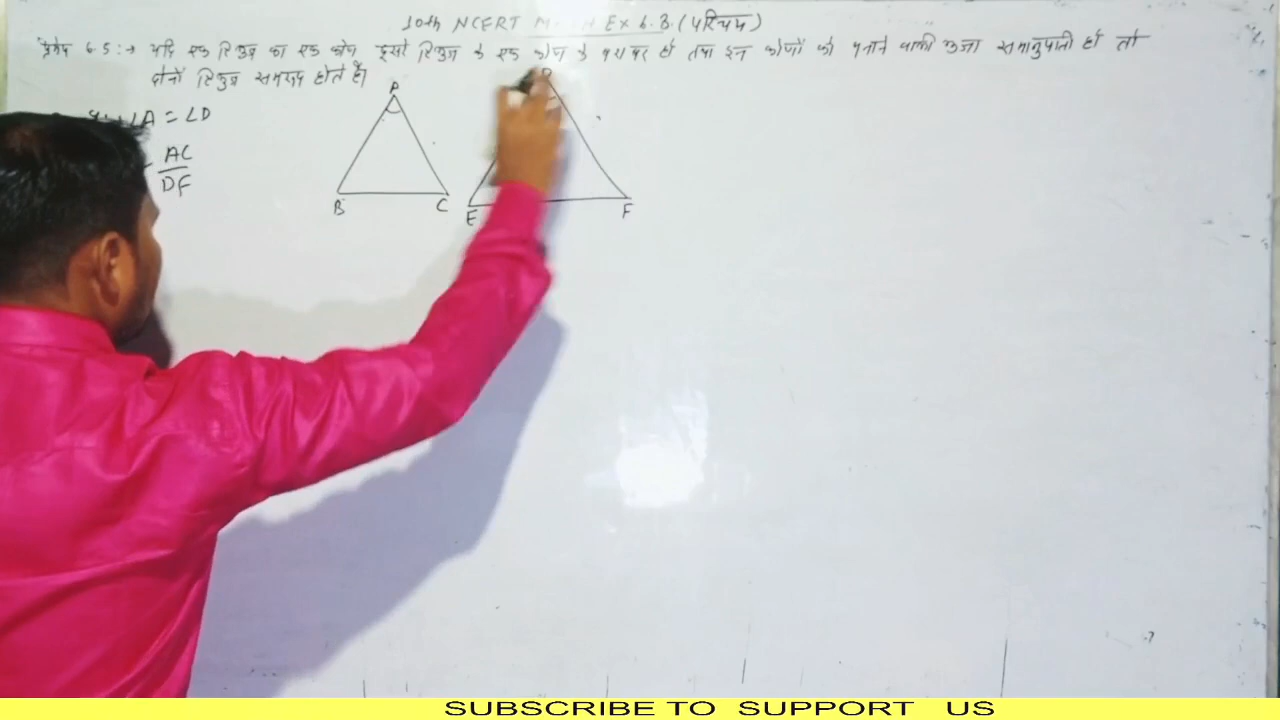 10th NCERT Ex 6.3 (परिचय)
प्रमेय 6.5:→ यदि एक त्रिभुज का एक कोण दूसरे त्रिभुज के एक कोण के बराबर हो तथा इन कोणों को बनाने वाली भुजा समानुपाती हो तो
दोनों त्रिभुज समरूप होते है।
∠A = ∠D
AC
DF
A
B
C
D
E
F
SUBSCRIBE TO SUPPORT US